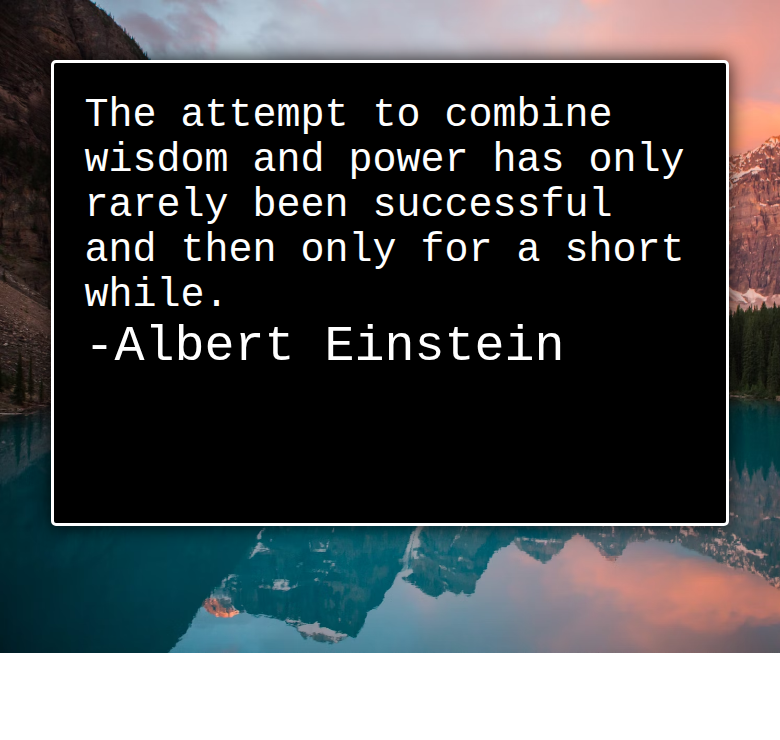 The attempt to combine
wisdom and power has only
rarely been successful
and then only for a short
while.
-Albert Einstein